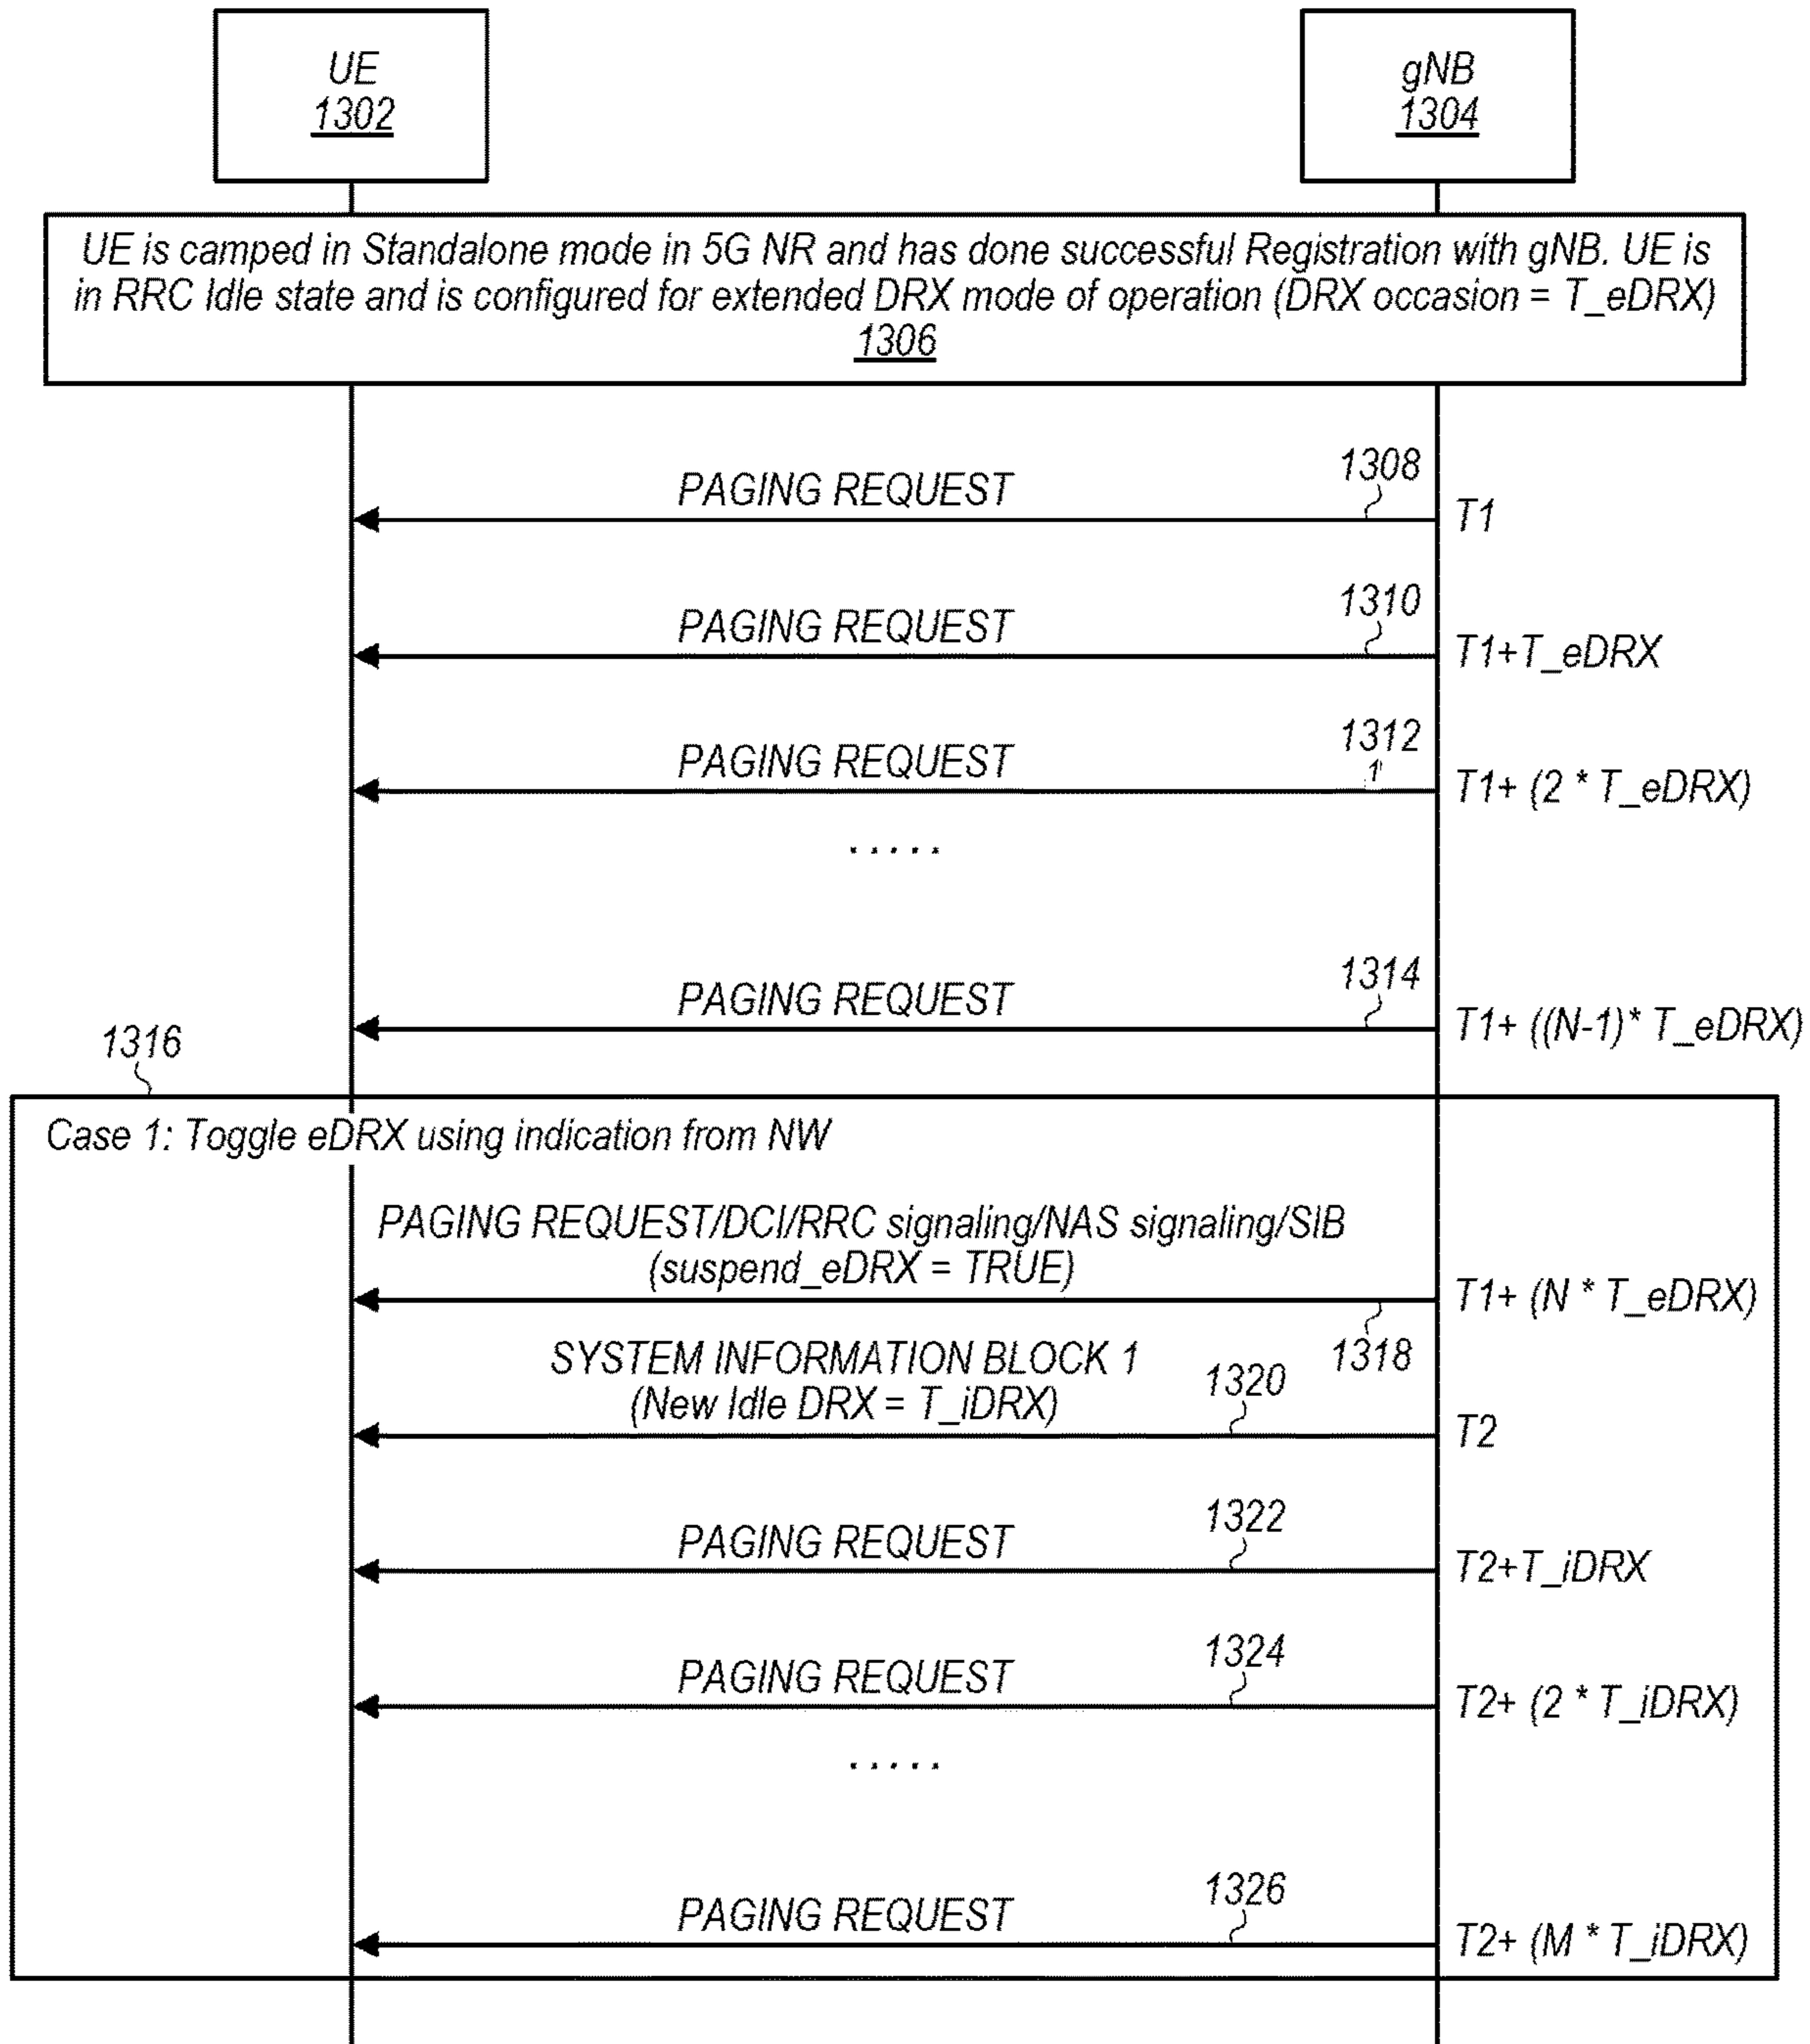 UE
1302
gNB
1304
UE is camped in Standalone mode in 5G NR and has done successful Registration with gNB. UE is
in RRC Idle state and is configured for extended DRX mode of operation (DRX occasion = T_eDRX)
1306
1308
PAGING REQUEST
T1
1310
PAGING REQUEST
T1+T_eDRX
1312
PAGING REQUEST
T1+ (2 * T_eDRX)
.....
1314
PAGING REQUEST
T1+ ((N-1)* T_eDRX)
1316
Case 1: Toggle eDRX using indication from NW
PAGING REQUEST/DCI/RRC signaling/NAS signaling/SIB
(suspend_eDRX = TRUE)
T1+ (N * T_eDRX)
1318
SYSTEM INFORMATION BLOCK 1
(New Idle DRX = T_iDRX)
1320
T2
1322
PAGING REQUEST
T2+T_iDRX
1324
PAGING REQUEST
T2+ (2 * T_iDRX)
.....
1326
PAGING REQUEST
T2+ (M * T_iDRX)